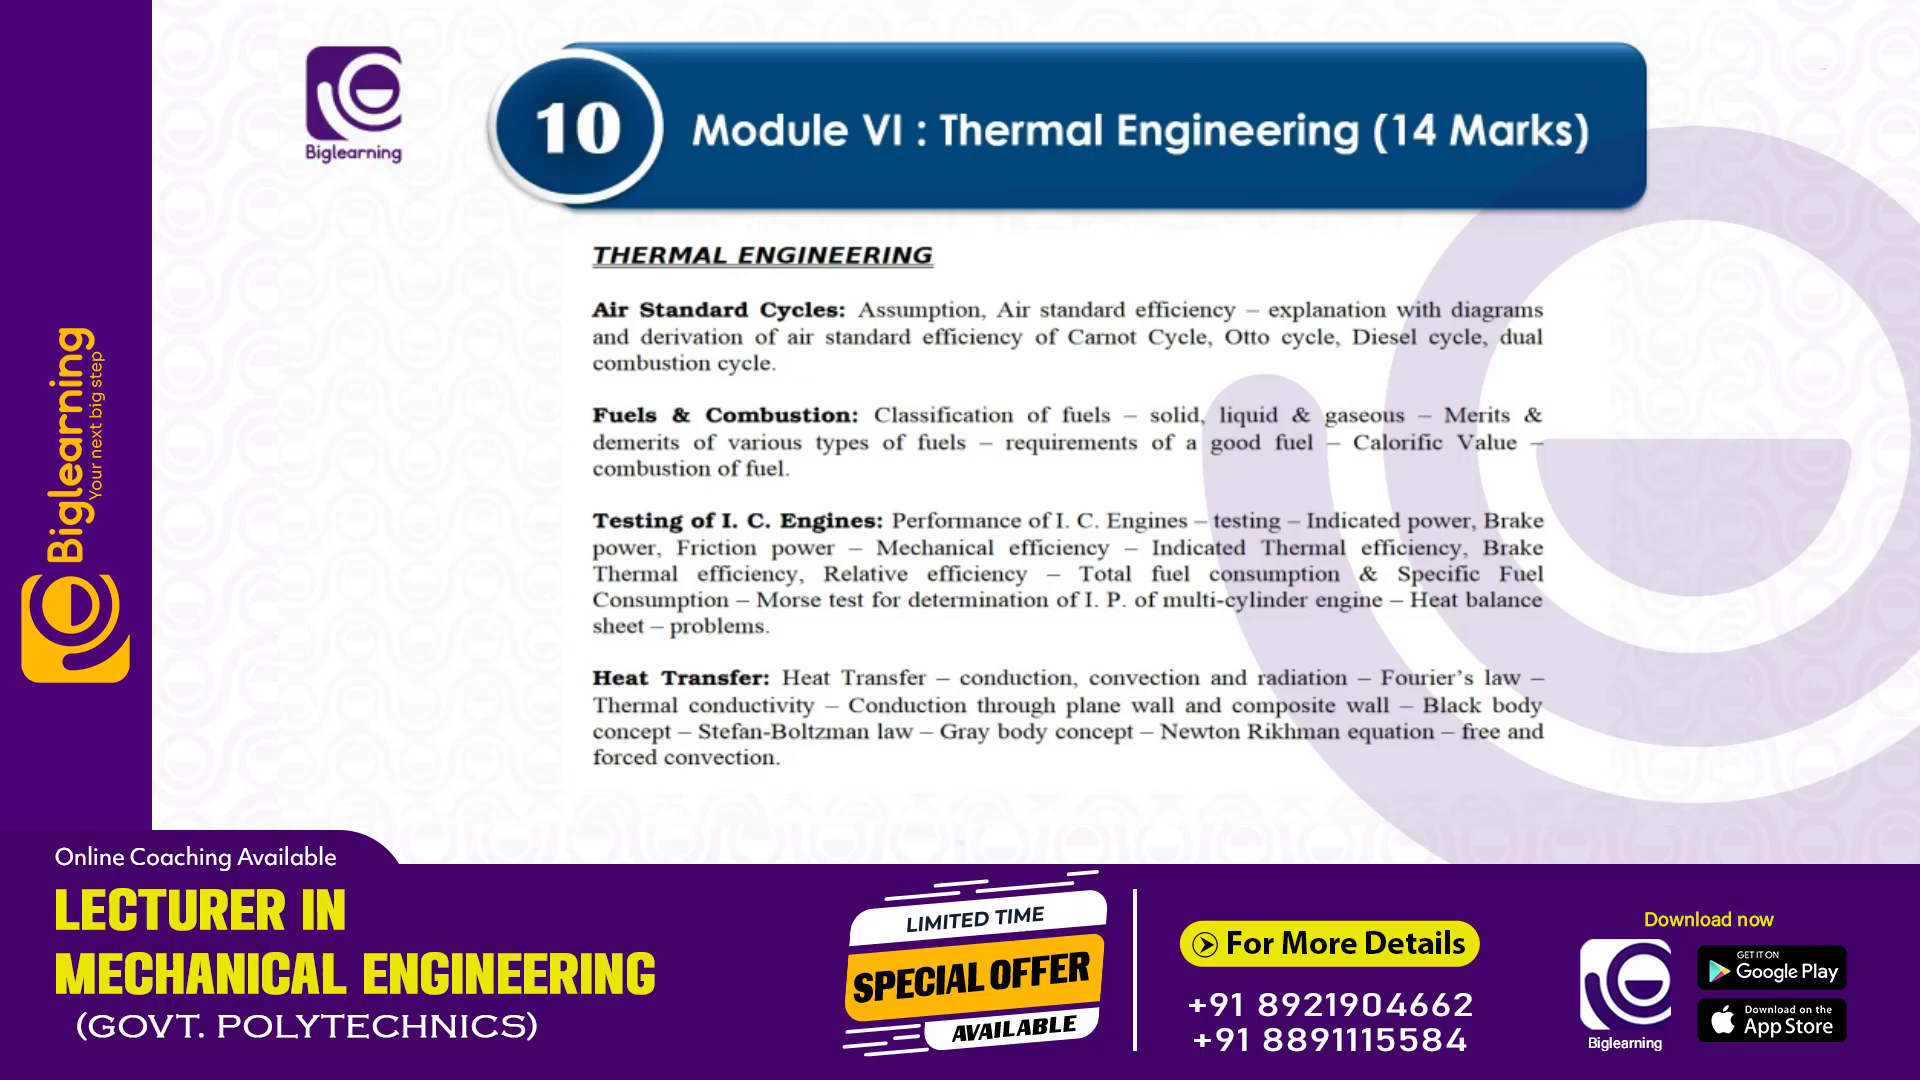 Biglearning
10
Module VI : Thermal Engineering (14 Marks)
THERMAL ENGINEERING
Air Standard Cycles: Assumption, Air standard efficiency – explanation with diagrams
and derivation of air standard efficiency of Carnot Cycle, Otto cycle, Diesel cycle, dual
combustion cycle.
Fuels & Combustion: Classification of fuels – solid, liquid & gaseous – Merits &
demerits of various types of fuels – requirements of a good fuel – Calorific Value –
combustion of fuel.
Testing of I. C. Engines: Performance of I. C. Engines – testing – Indicated power, Brake
power, Friction power – Mechanical efficiency – Indicated Thermal efficiency, Brake
Thermal efficiency, Relative efficiency – Total fuel consumption & Specific Fuel
Consumption – Morse test for determination of I. P. of multi-cylinder engine – Heat balance
sheet – problems.
Heat Transfer: Heat Transfer – conduction, convection and radiation – Fourier's law –
Thermal conductivity – Conduction through plane wall and composite wall – Black body
concept – Stefan-Boltzman law – Gray body concept – Newton Rikhman equation – free and
forced convection.
Biglearning
Your next big step
Online Coaching Available
LECTURER IN
MECHANICAL ENGINEERING
(GOVT. POLYTECHNICS)
LIMITED TIME
SPECIAL OFFER
AVAILABLE
For More Details
+91 8921904662
+91 8891115584
Download now
Biglearning
GET IT ON
Google Play
Download on the
App Store